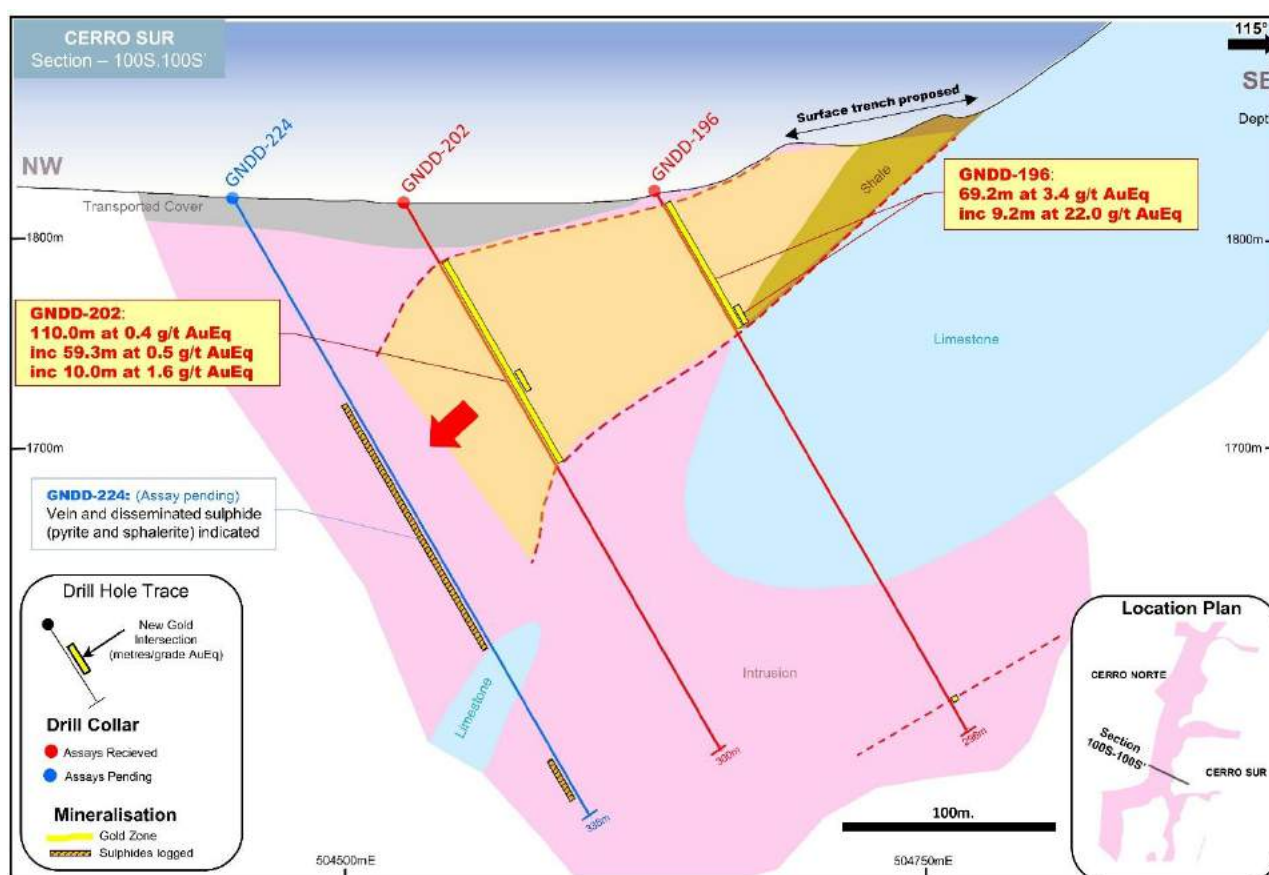 CERRO SUR
Section – 100S.100S'
115°
SE
Depth
NW
GNDD-224
GNDD-202
GNDD-196
Surface trench proposed
Transported Cover
Shale
GNDD-196:
69.2m at 3.4 g/t AuEq
inc 9.2m at 22.0 g/t AuEq
1800m
1800m
GNDD-202:
110.0m at 0.4 g/t AuEq
inc 59.3m at 0.5 g/t AuEq
inc 10.0m at 1.6 g/t AuEq
Limestone
1700m
1700m
GNDD-224: (Assay pending)
Vein and disseminated sulphide
(pyrite and sphalerite) indicated
Drill Hole Trace
New Gold
Intersection
(metres/grade AuEq)
Drill Collar
Assays Recieved
Assays Pending
Mineralisation
Gold Zone
Sulphides logged
Limestone
Intrusion
300m
296m
335m
100m.
504500mE
504750mE
Location Plan
CERRO NORTE
Section
100S-100S'
CERRO SUR